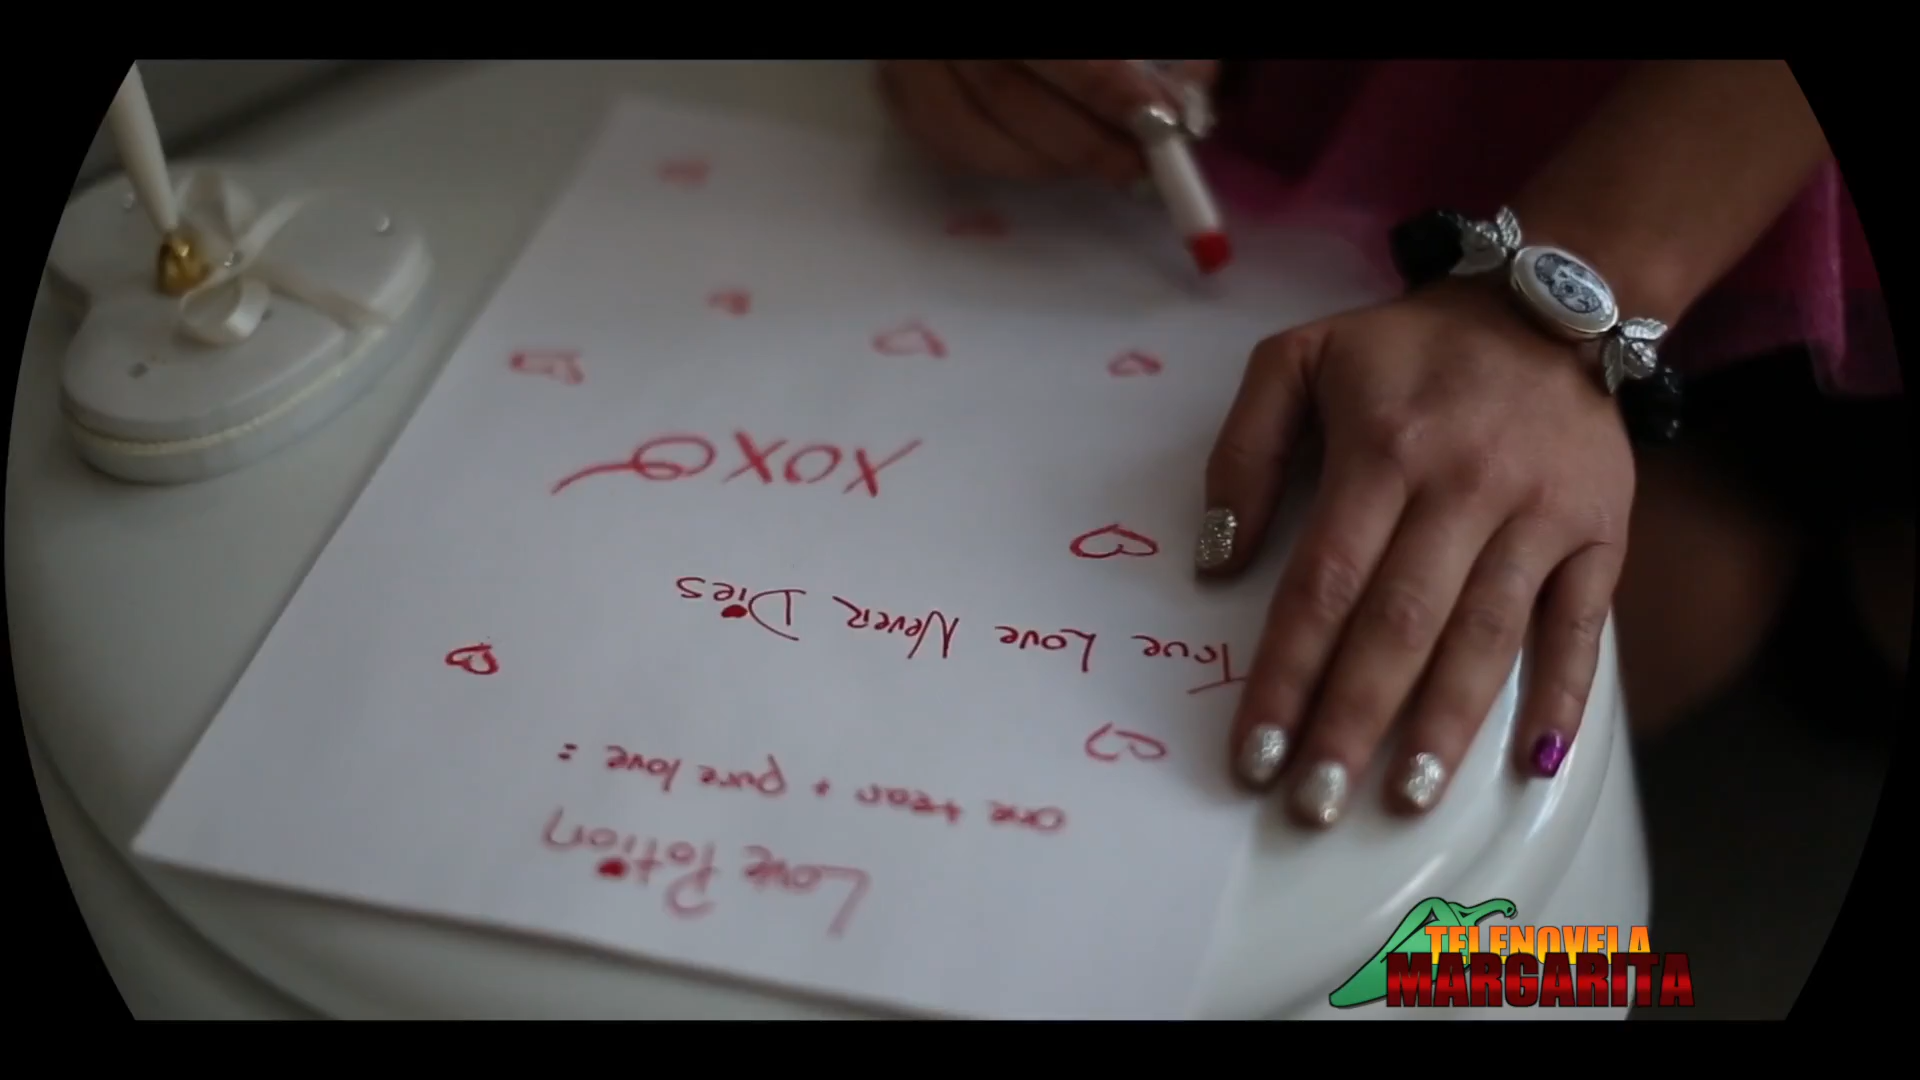 Love Potion
one tear + pure love =
True Love Never Dies
XOXO
TELENOVELA
MARGARITA